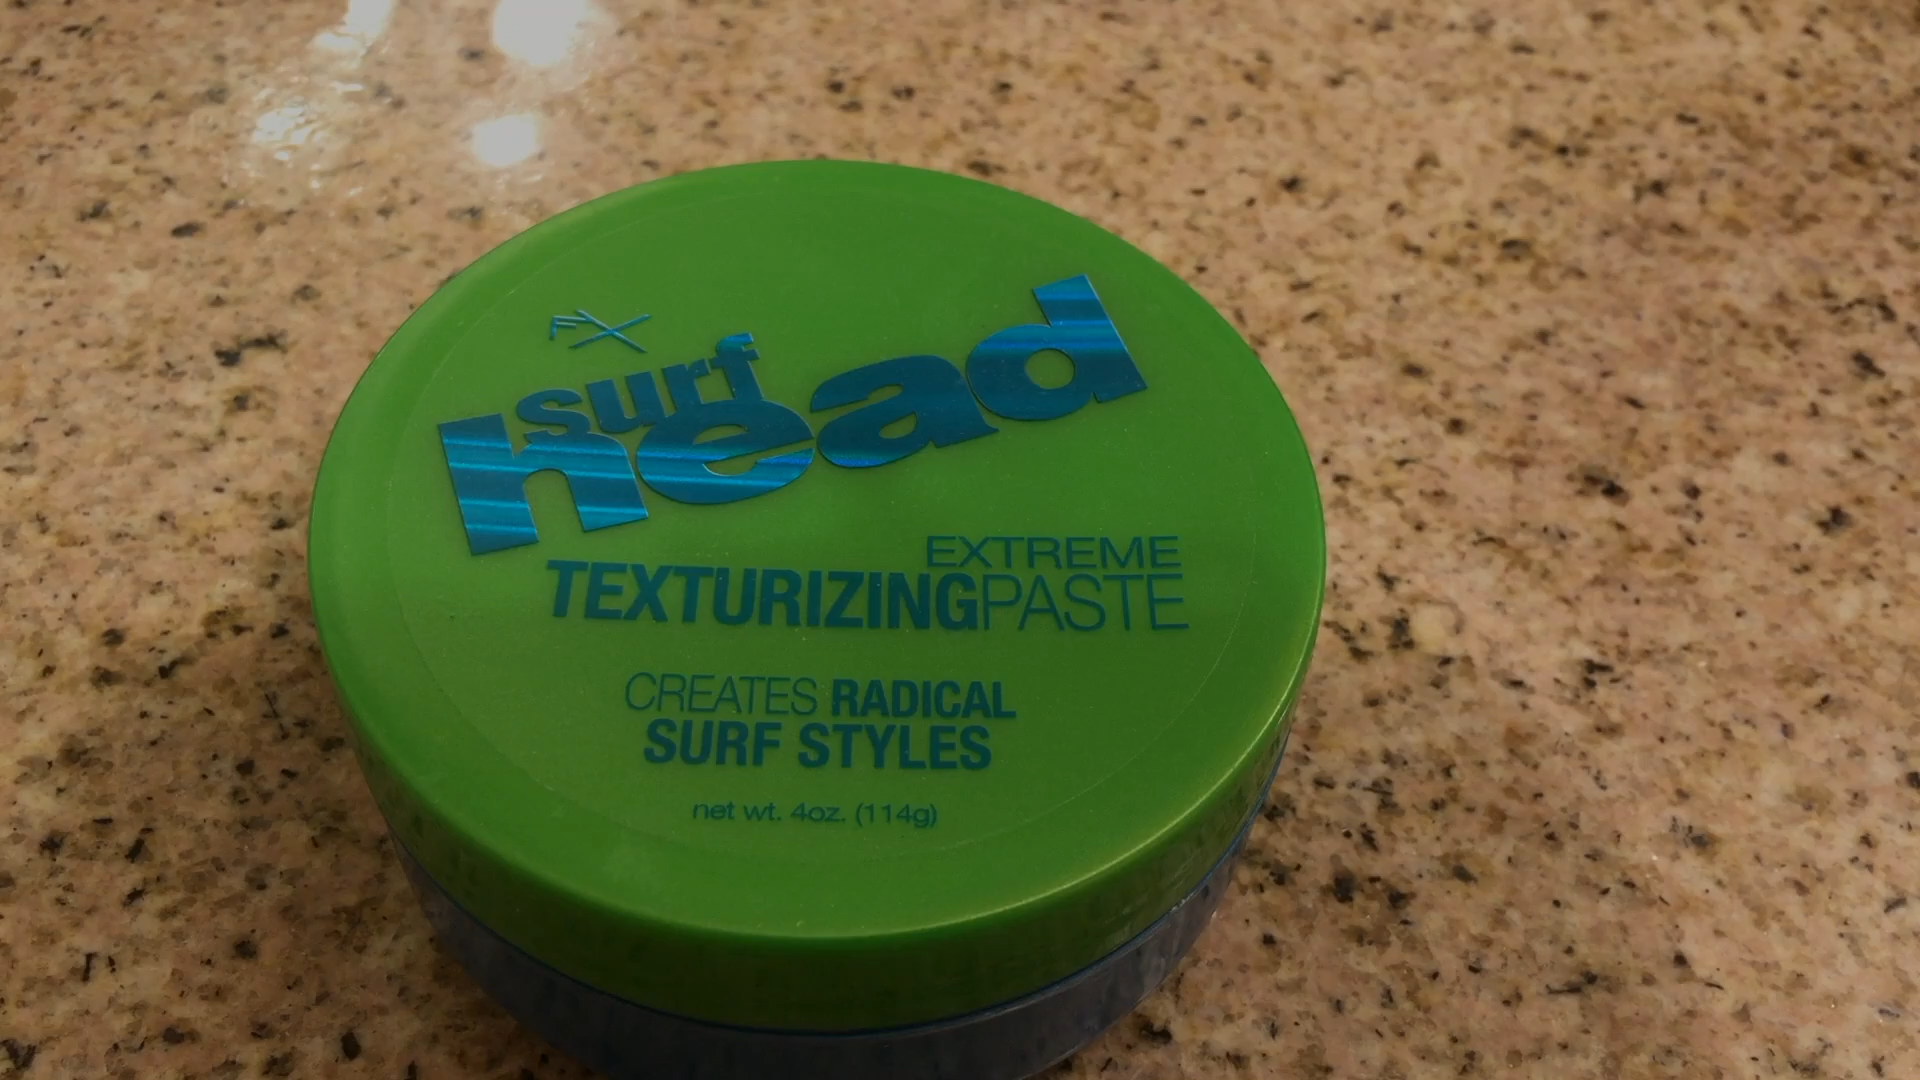 FX
surf
head
EXTREME
TEXTURIZINGPASTE
CREATES RADICAL
SURF STYLES
net wt. 4oz. (114g)